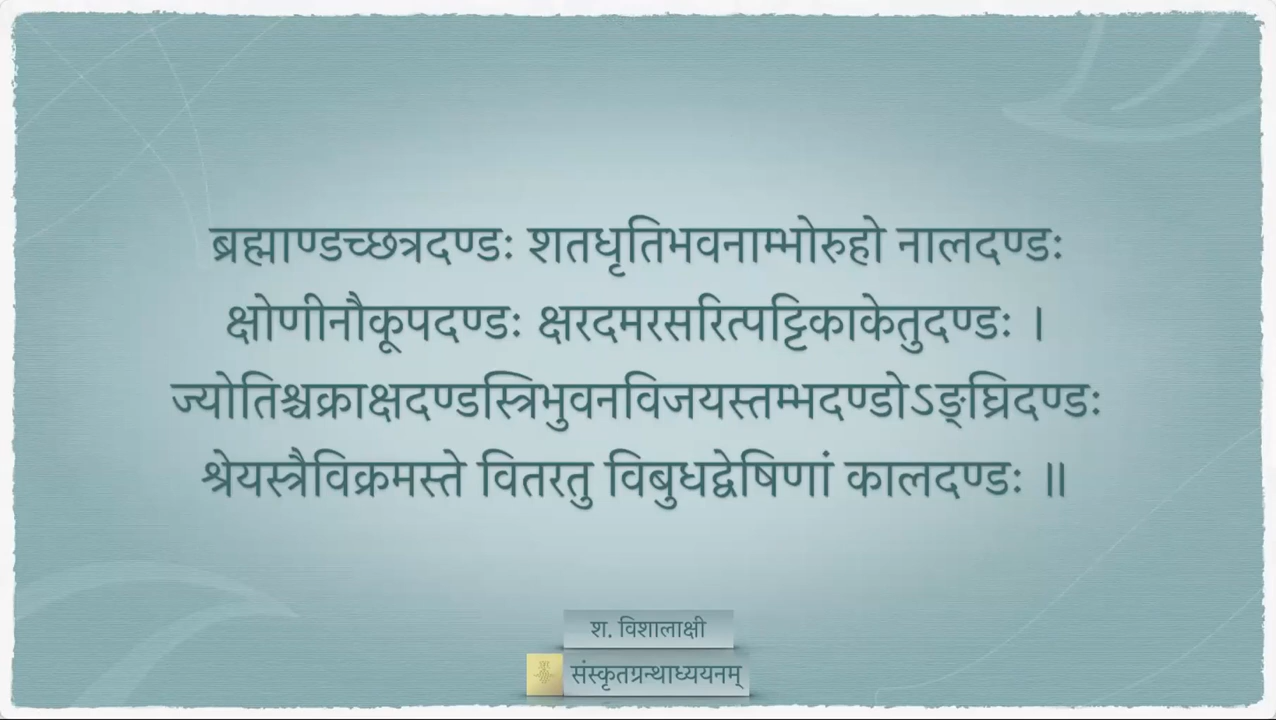 ब्रह्माण्डच्छत्रदण्डः शतधृतिभवनाम्भोरुहो नालदण्डः
क्षोणीनौकूपदण्डः क्षरदमरसरित्पट्टिकाकेतुदण्डः ।
ज्योतिश्चक्राक्षदण्डस्त्रिभुवनविजयस्तम्भदण्डोऽङ्घ्रिदण्डः
श्रेयस्त्रैविक्रमस्ते वितरतु विबुधद्वेषिणां कालदण्डः ॥
श. विशालाक्षी
संस्कृतग्रन्थाध्ययनम्